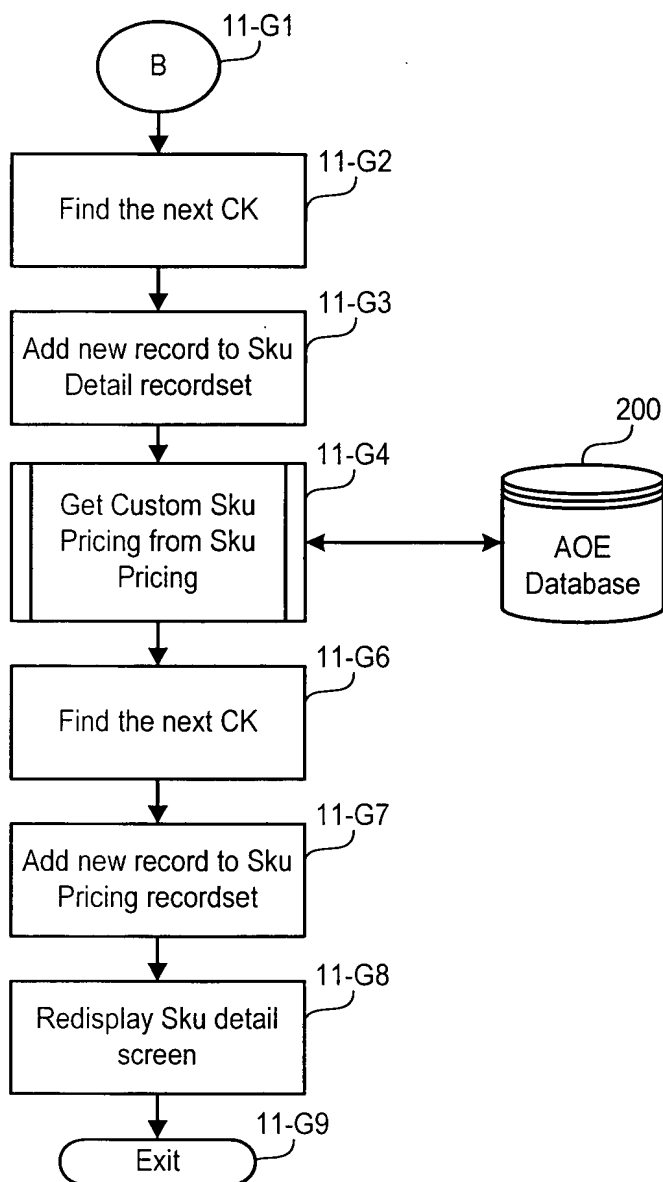 11-G1
B
11-G2
Find the next CK
11-G3
Add new record to Sku
Detail recordset
11-G4
Get Custom Sku
Pricing from Sku
Pricing
200
AOE
Database
11-G6
Find the next CK
11-G7
Add new record to Sku
Pricing recordset
11-G8
Redisplay Sku detail
screen
11-G9
Exit